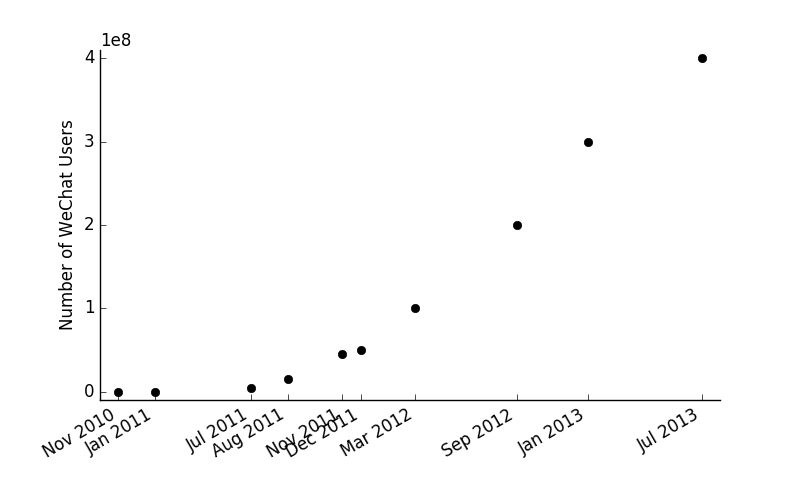 1e8
4
3
2
1
0
Number of WeChat Users
Nov 2010
Jan 2011
Jul 2011
Aug 2011
Nov 2011
Dec 2011
Mar 2012
Sep 2012
Jan 2013
Jul 2013